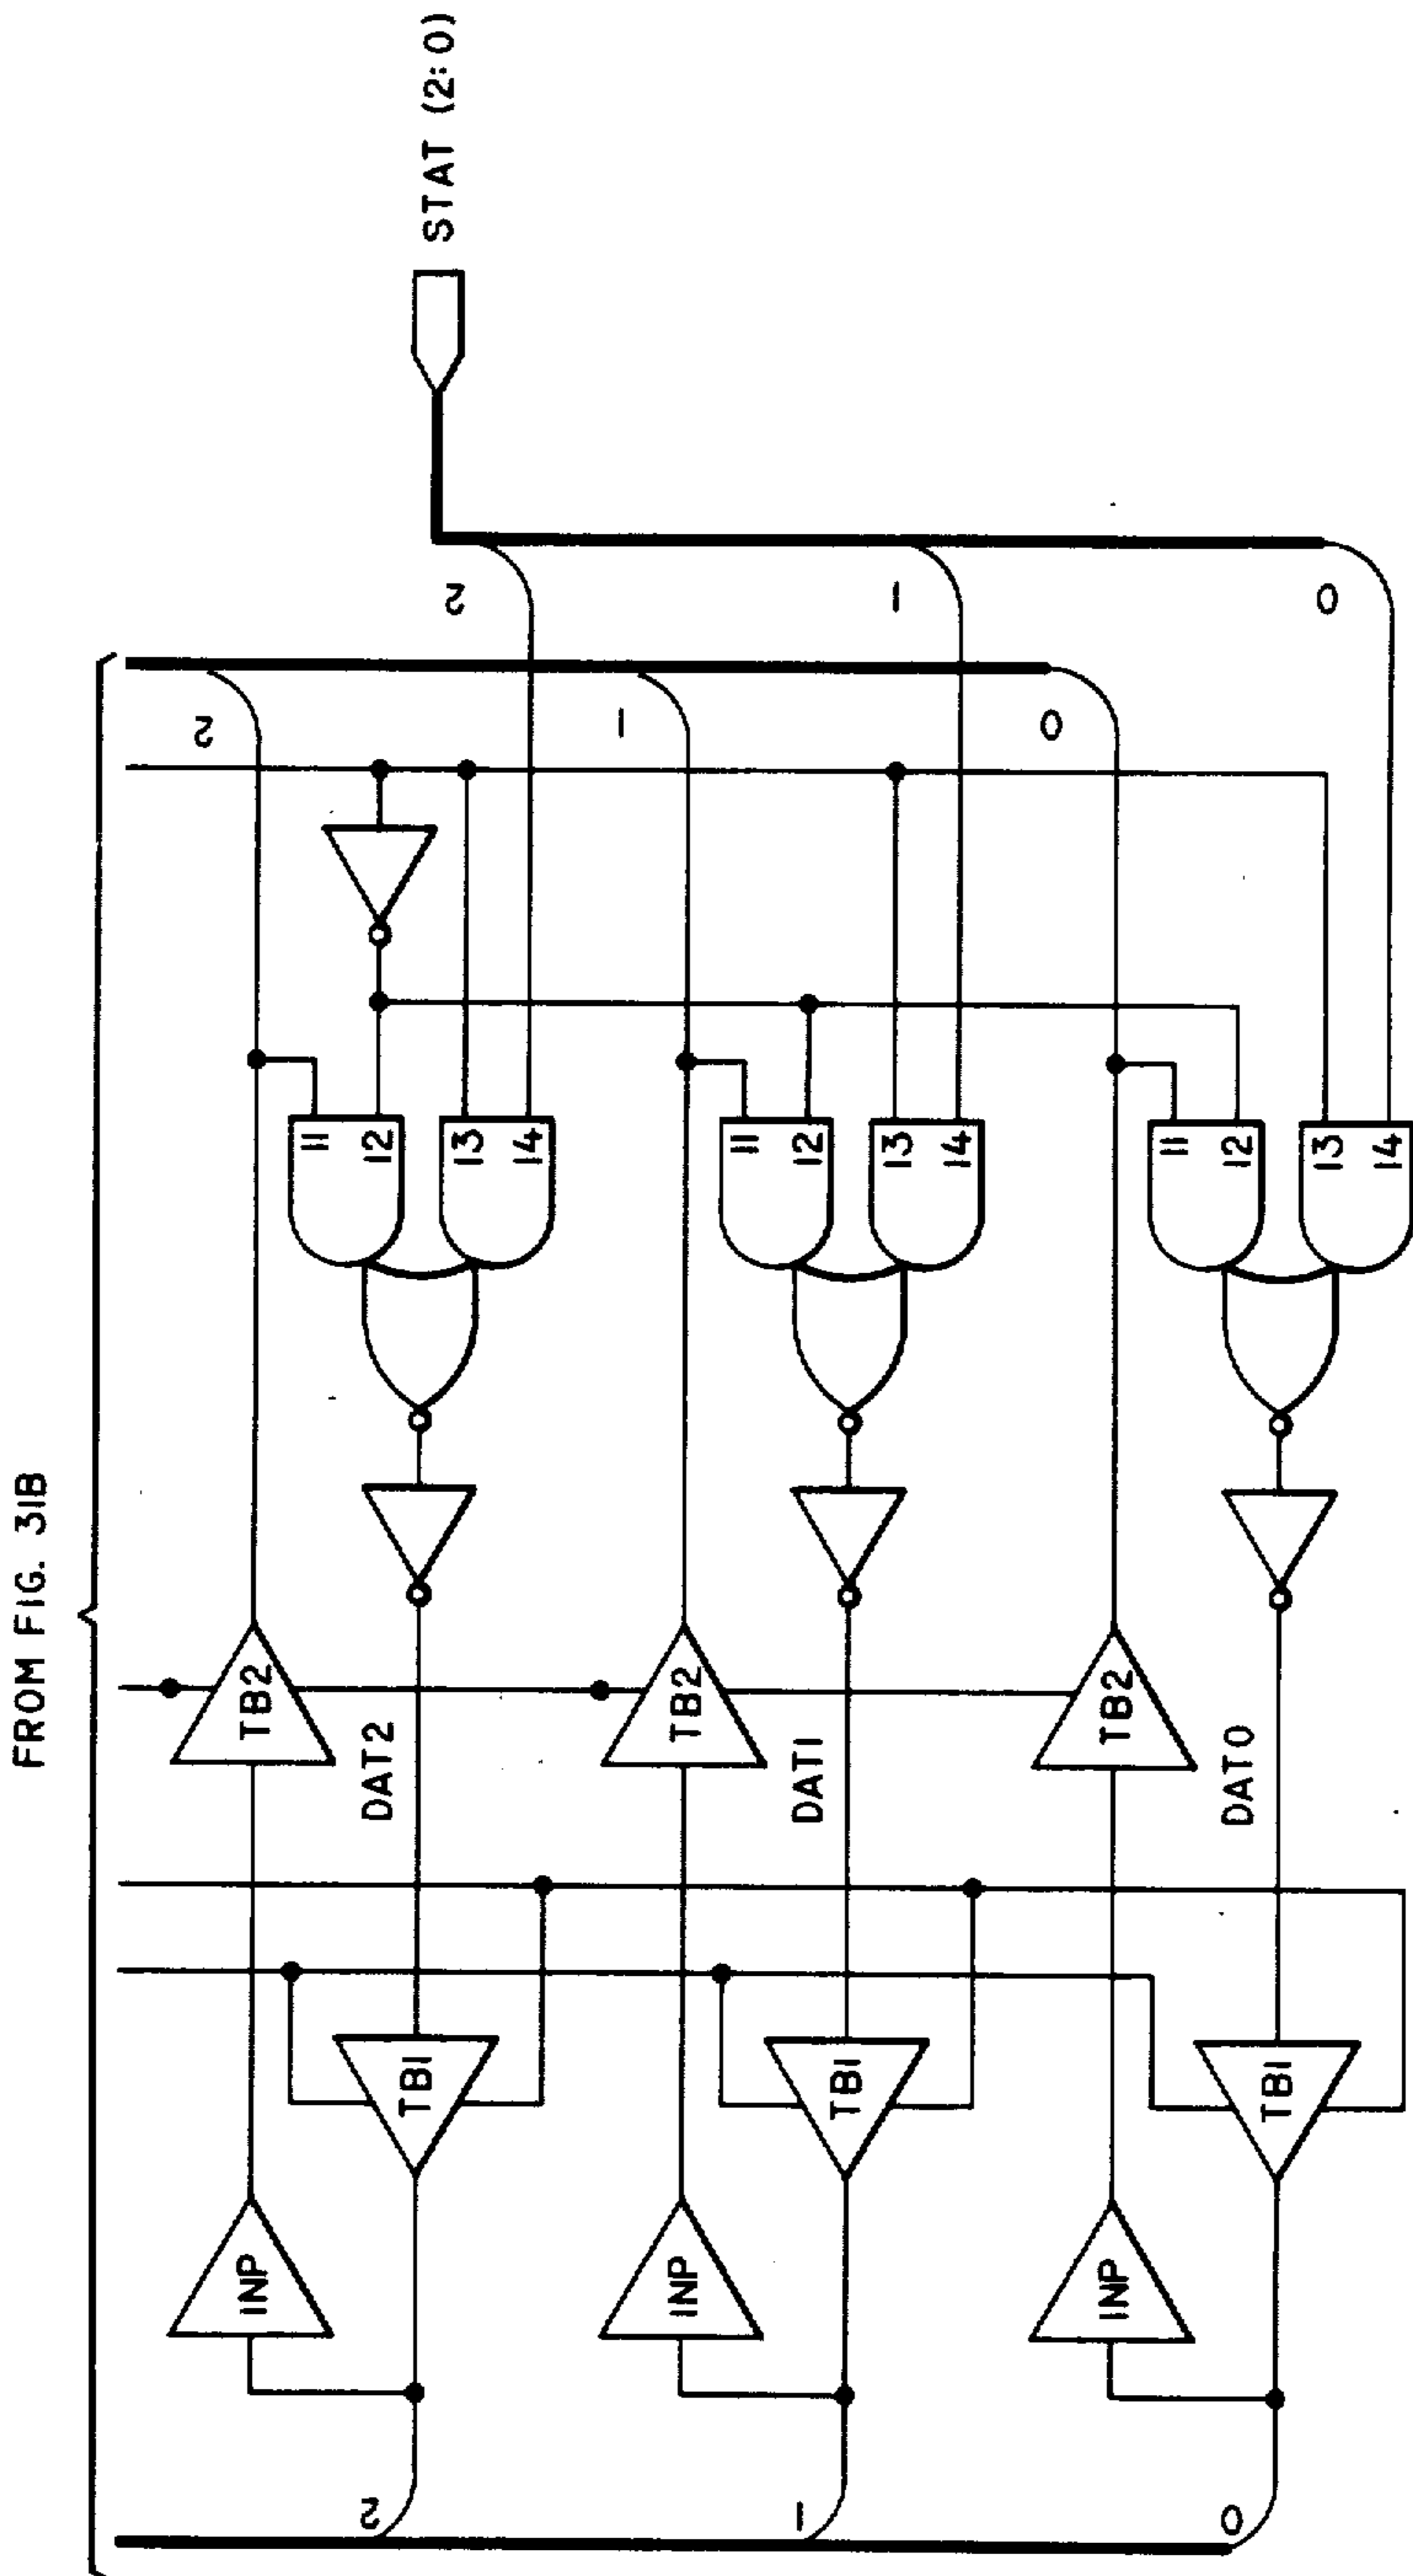 FROM FIG. 31B
2
INP
TB2
2
TB1
DAT2
11
12
13
14
2
STAT (2:0)
1
INP
TB2
1
TB1
DAT1
11
12
13
14
1
0
INP
TB2
0
TB1
DAT0
11
12
13
14
0